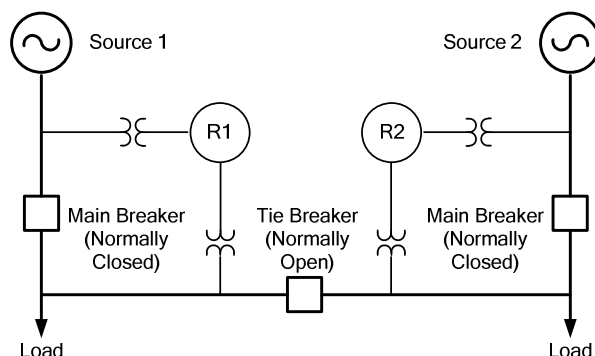 Source 1
Source 2
R1
R2
Main Breaker
(Normally
Closed)
Tie Breaker
(Normally
Open)
Main Breaker
(Normally
Closed)
Load
Load